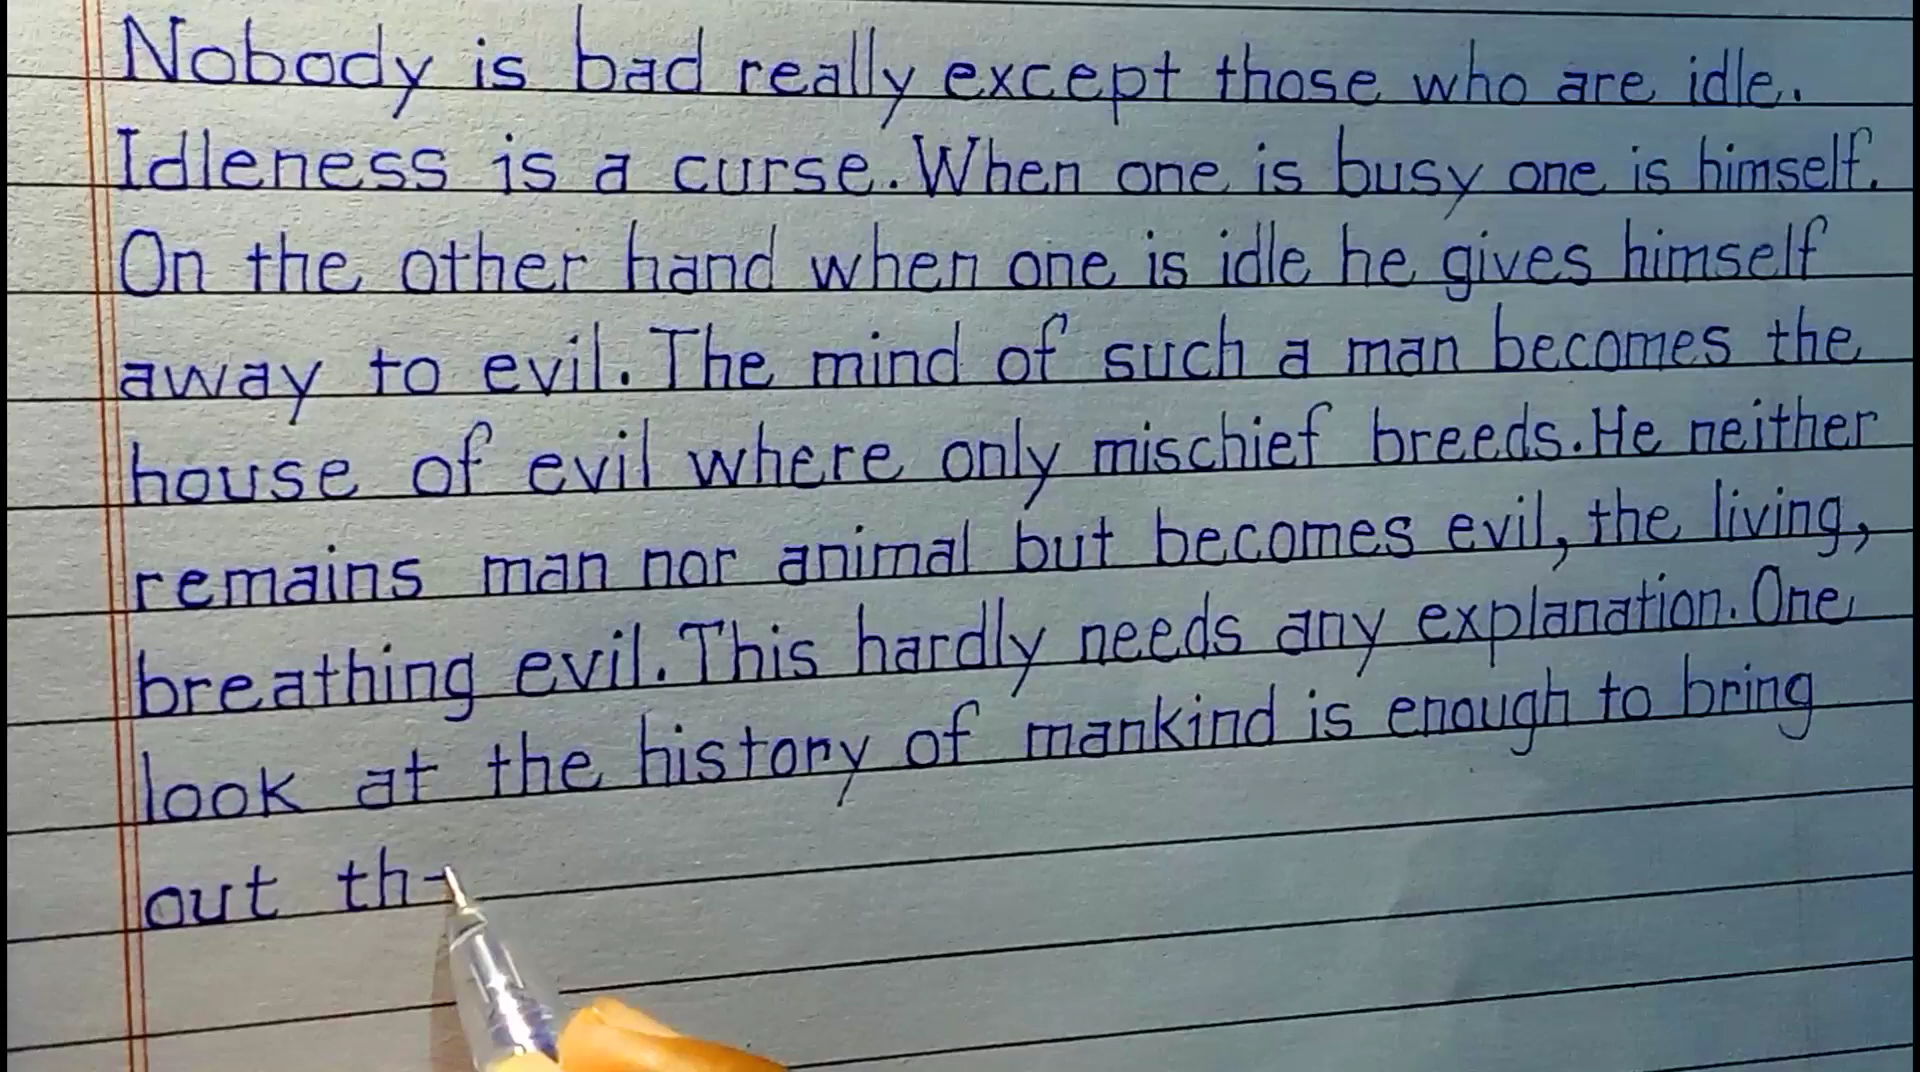 Nobody is bad really except those who are idle.
Idleness is a curse. When one is busy one is himself.
On the other hand when one is idle he gives himself
away to evil. The mind of such a man becomes the
house of evil where only mischief breeds. He neither
remains man nor animal but becomes evil, the living,
breathing evil. This hardly needs any explanation. One
look at the history of mankind is enough to bring
out th